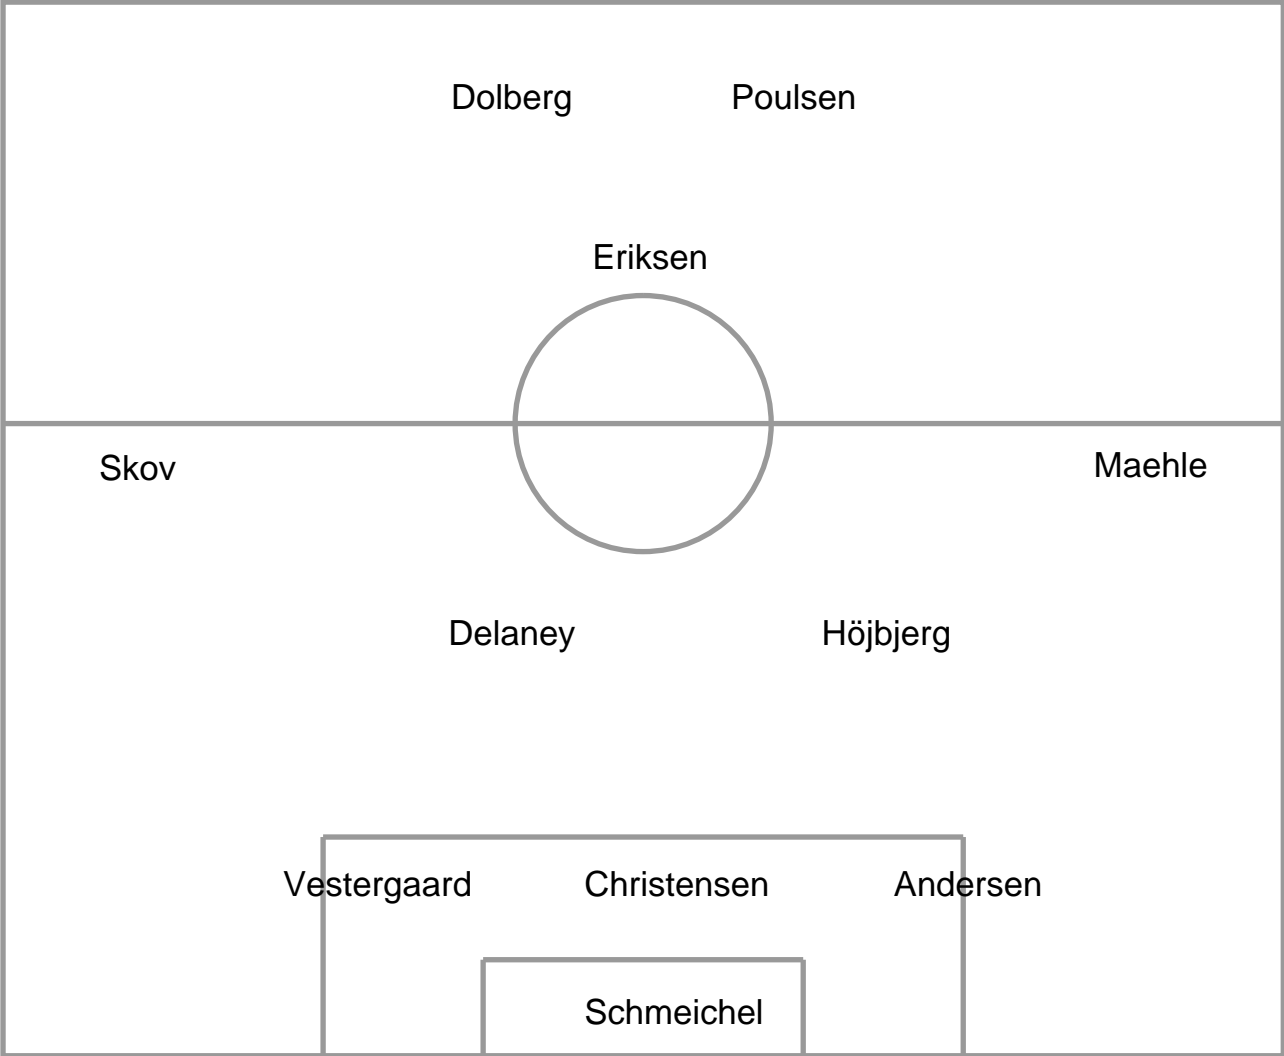 Dolberg Poulsen
Eriksen
Skov Maehle
Delaney Höjbjerg
Vestergaard Christensen Andersen
Schmeichel